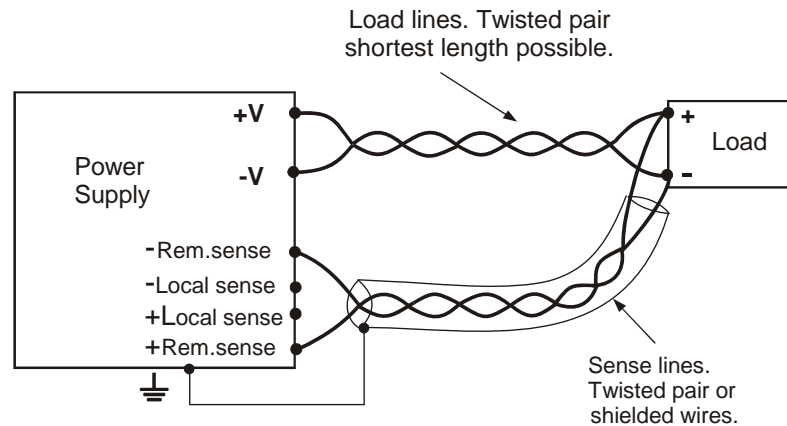 Load lines. Twisted pair
shortest length possible.
+V
-V
Power
Supply
+
-
Load
-Rem.sense
-Local sense
+Local sense
+Rem.sense
Sense lines.
Twisted pair or
shielded wires.